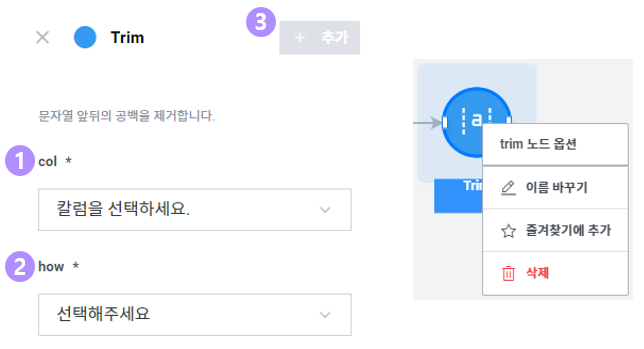 3
Trim
+ 추가
문자열 앞뒤의 공백을 제거합니다.
1 col *
칼럼을 선택하세요.
2 how *
선택해주세요
a
Tri
trim 노드 옵션
이름 바꾸기
즐겨찾기에 추가
삭제